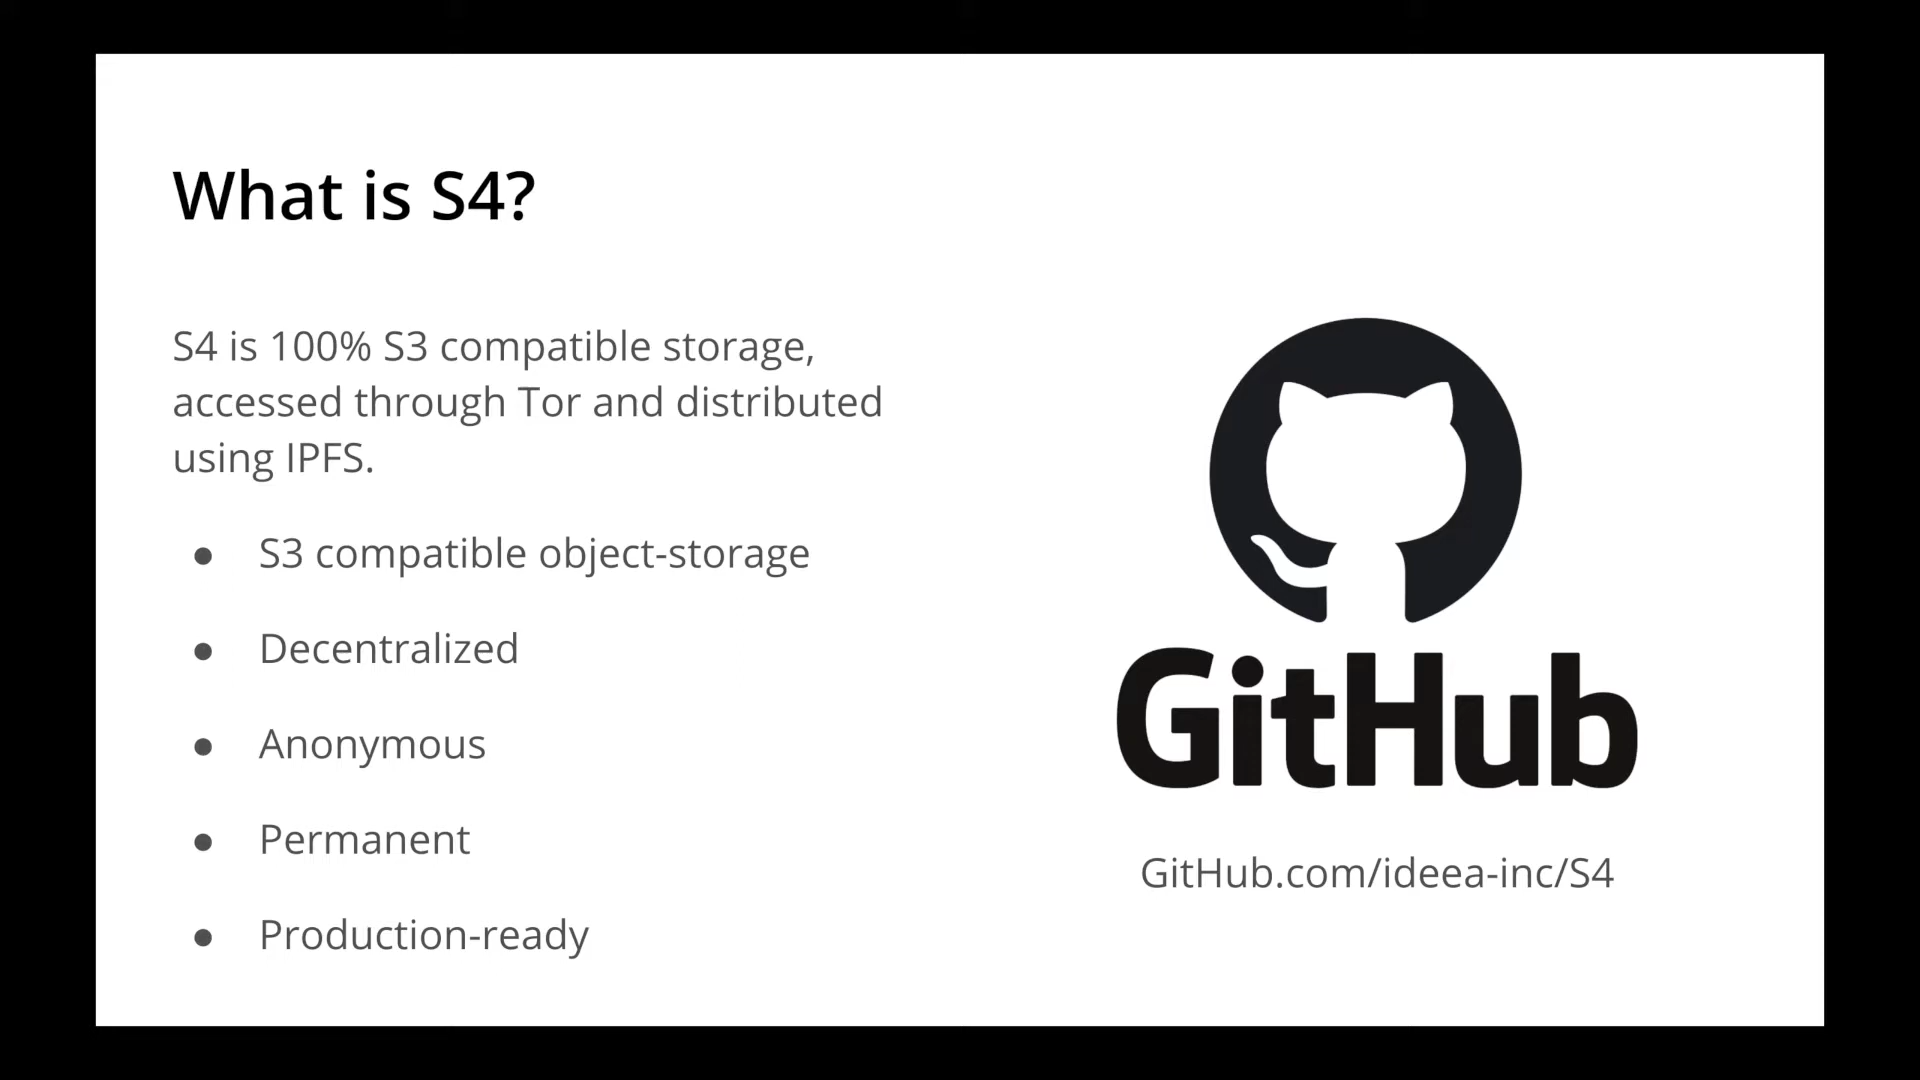 What is S4?
S4 is 100% S3 compatible storage,
accessed through Tor and distributed
using IPFS.
● S3 compatible object-storage
● Decentralized
● Anonymous
● Permanent
● Production-ready
GitHub
GitHub.com/ideea-inc/S4